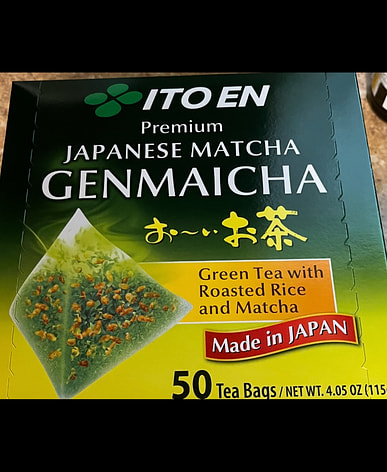 ITO EN
Premium
JAPANESE MATCHA
GENMAICHA
お〜いお茶
Green Tea with
Roasted Rice
and Matcha
Made in JAPAN
50 Tea Bags / NET WT. 4.05 OZ (115